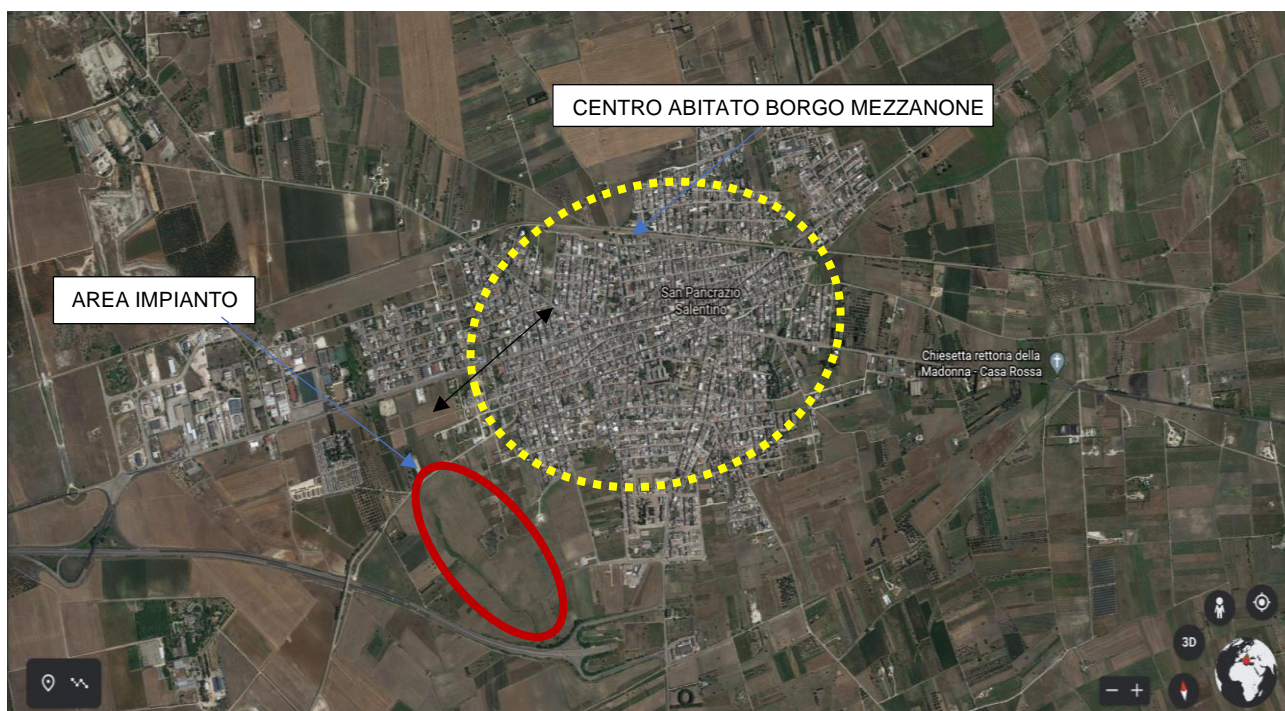 CENTRO ABITATO BORGO MEZZANONE
AREA IMPIANTO
San Pancrazio
Salentino
Chiesetta rettoria della
Madonna - Casa Rossa
3D